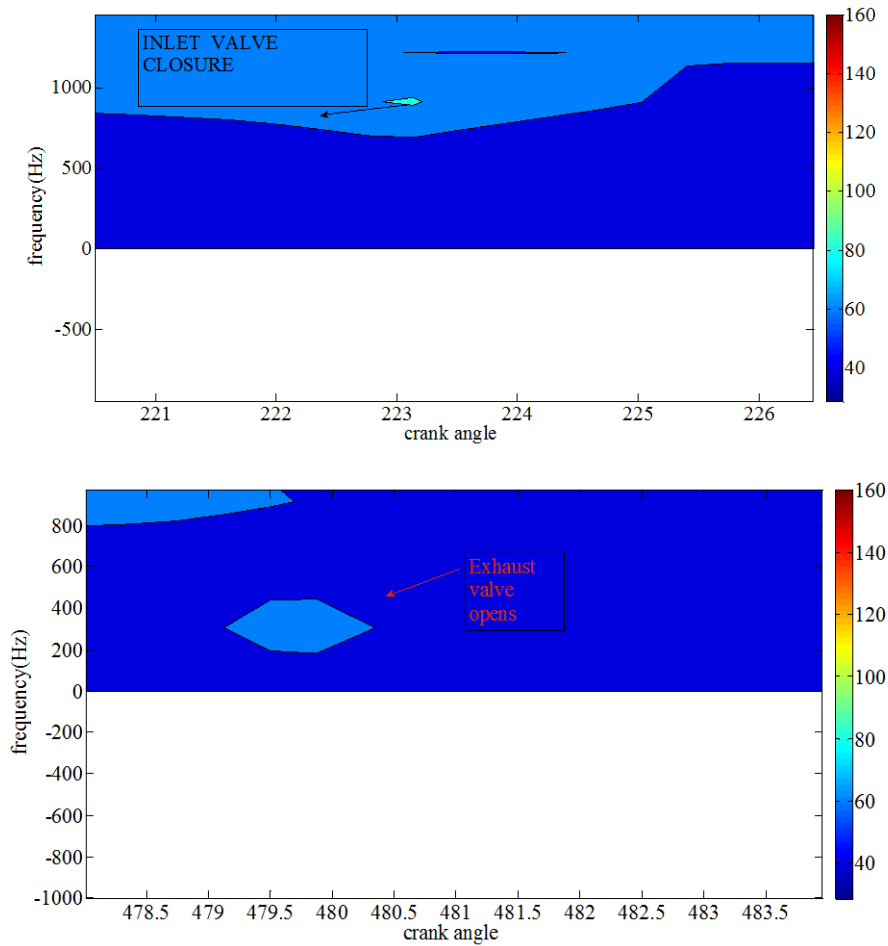 INLET VALVE
CLOSURE
frequency(Hz)
1000
500
0
-500
221 222 223 224 225 226
crank angle
160
140
120
100
80
60
40
Exhaust
valve
opens
frequency(Hz)
800
600
400
200
0
-200
-400
-600
-800
-1000
478.5 479 479.5 480 480.5 481 481.5 482 482.5 483 483.5
crank angle
160
140
120
100
80
60
40